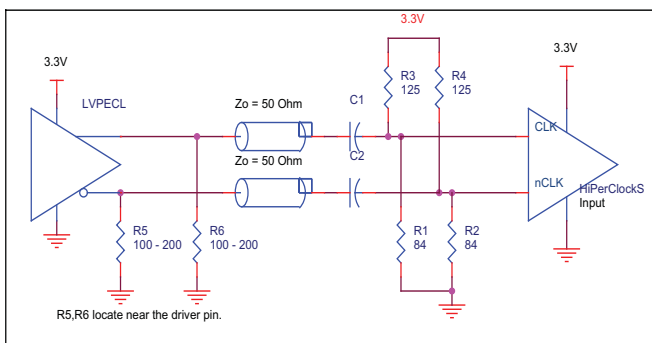 3.3V
3.3V
3.3V
LVPECL
R3
125
R4
125
Zo = 50 Ohm
C1
CLK
Zo = 50 Ohm
C2
nCLK
HiPerClockS
Input
R5
100 - 200
R6
100 - 200
R1
84
R2
84
R5,R6 locate near the driver pin.